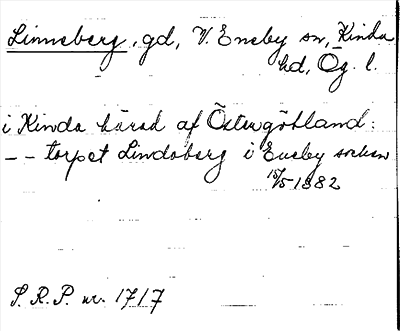 Linneberg, gd, V. Eneby sn, Kinda
hd, Ög. l.
i Kinda härad af Östergötland:
-- torpet Lindsberg i Eneby socken
15/5 1882
S. R. P. nr. 1717